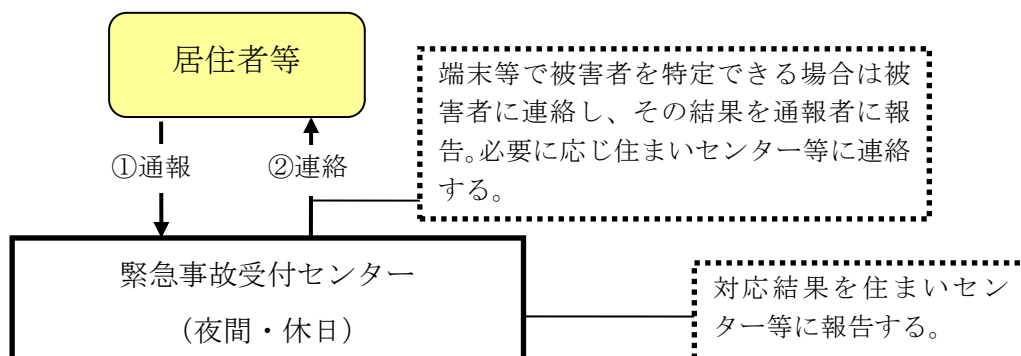 居住者等
端末等で被害者を特定できる場合は被
害者に連絡し、その結果を通報者に報
告。必要に応じ住まいセンター等に連絡
する。
①通報
②連絡
緊急事故受付センター
（夜間・休日）
対応結果を住まいセン
ター等に報告する。